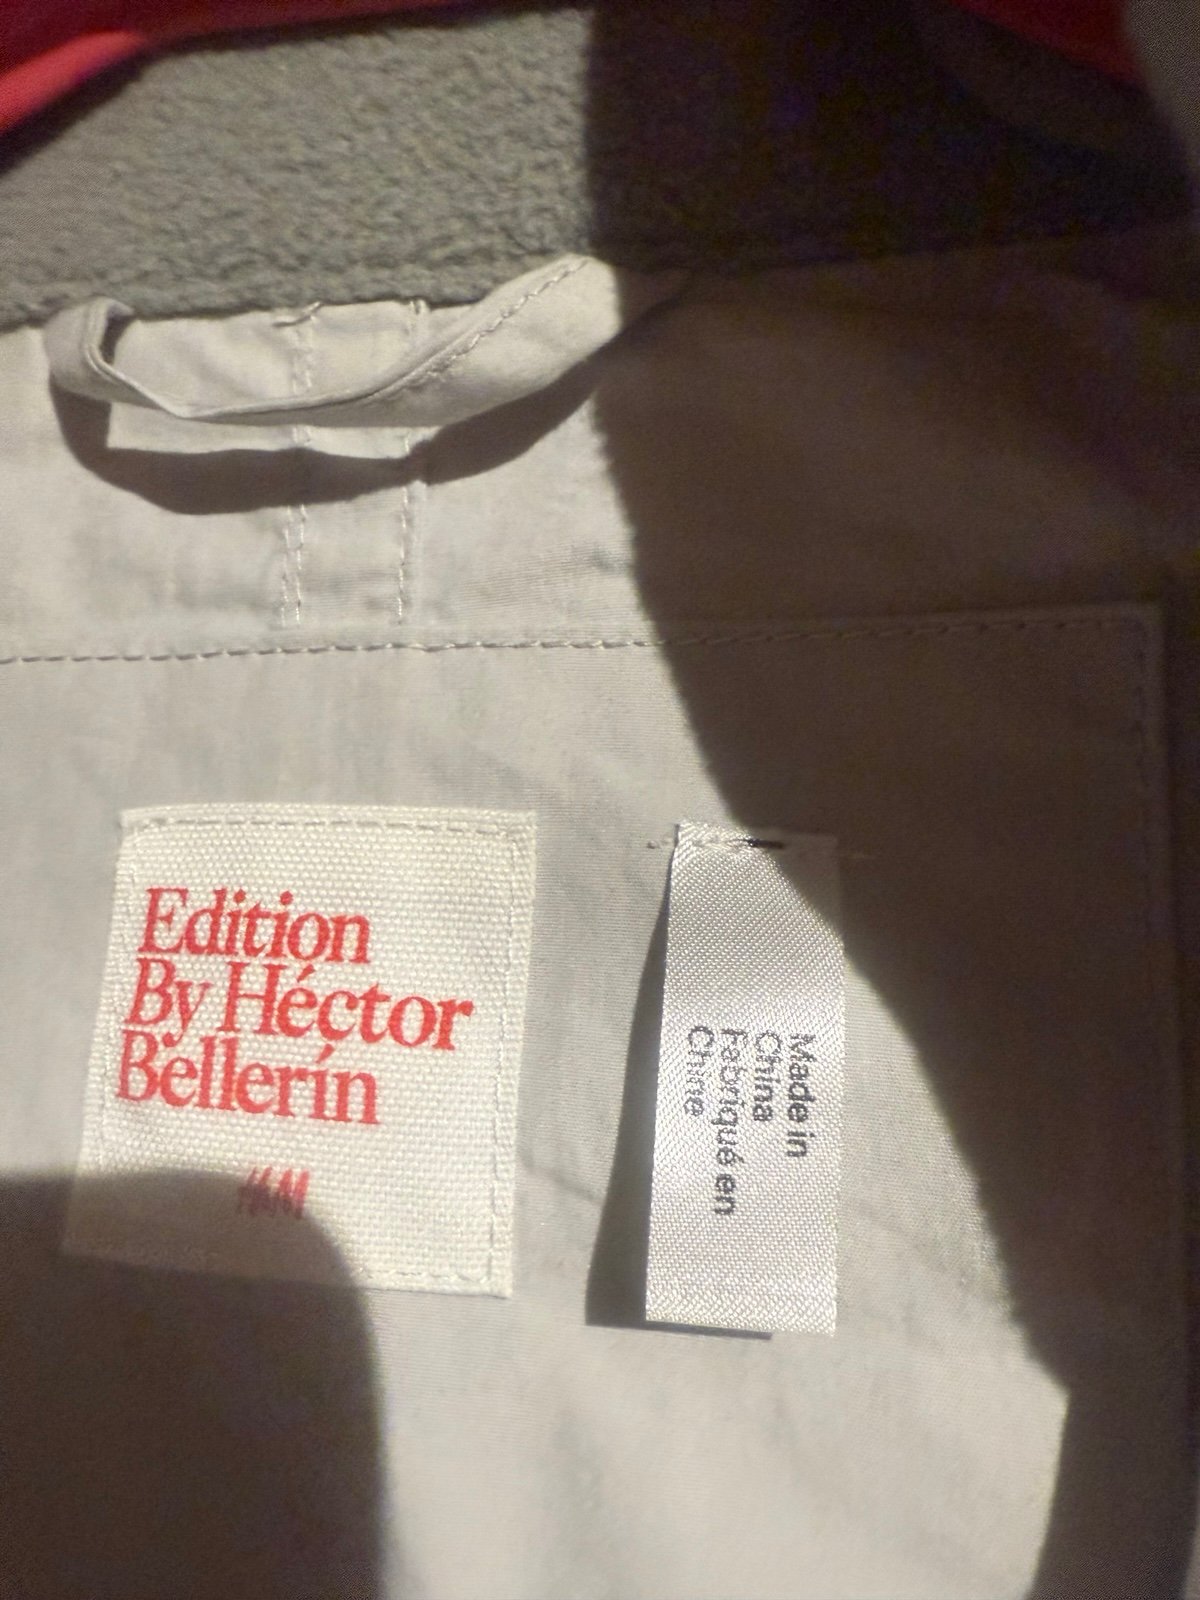 Edition
By Héctor
Bellerín
H&M
Made in
China
Fabriqué en
Chine